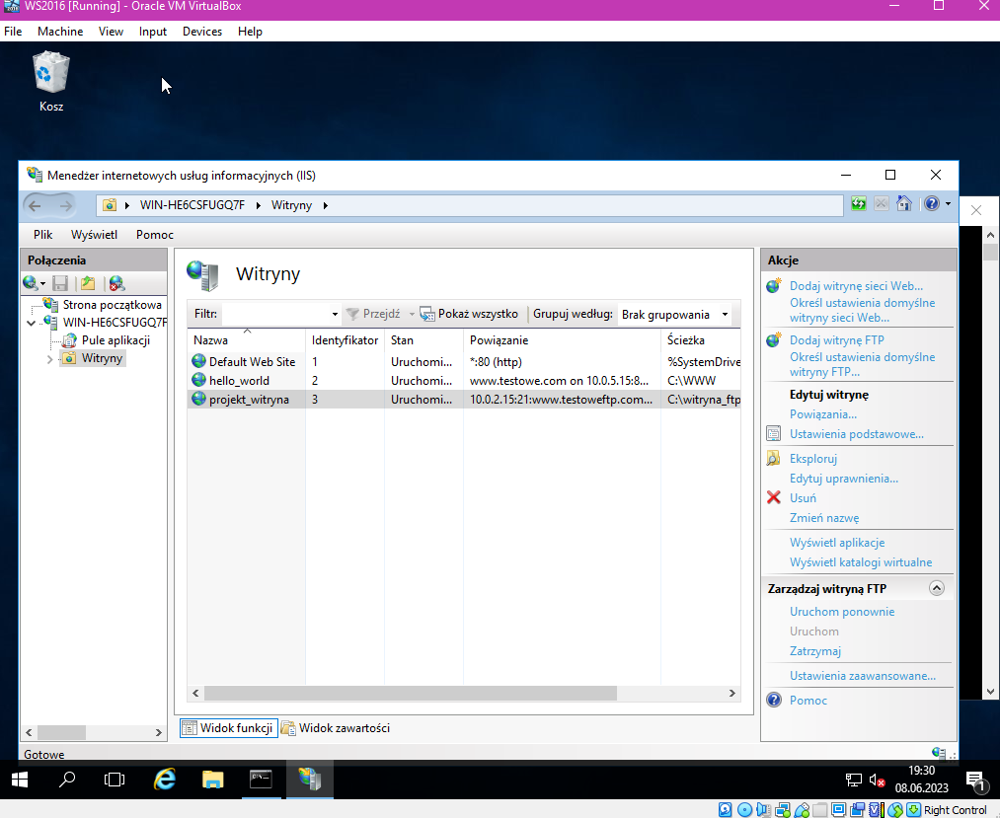 WS2016 [Running] - Oracle VM VirtualBox
File Machine View Input Devices Help
Kosz
Menedżer internetowych usług informacyjnych (IIS)
WIN-HE6CSFUGQ7F Witryny
Plik Wyświetl Pomoc
Połączenia
Strona początkowa
WIN-HE6CSFUGQ7F
Pule aplikacji
Witryny
Witryny
Filtr: Przejdź Pokaż wszystko Grupuj według: Brak grupowania
Nazwa Identyfikator Stan Powiązanie Ścieżka
Default Web Site 1 Uruchomi... *:80 (http) %SystemDrive
hello_world 2 Uruchomi... www.testowe.com on 10.0.5.15:8... C:\WWW
projekt_witryna 3 Uruchomi... 10.0.2.15:21:www.testoweftp.com... C:\witryna_ftp
Widok funkcji Widok zawartości
Akcje
Dodaj witrynę sieci Web...
Określ ustawienia domyślne
witryny sieci Web...
Dodaj witrynę FTP
Określ ustawienia domyślne
witryny FTP...
Edytuj witrynę
Powiązania...
Ustawienia podstawowe...
Eksploruj
Edytuj uprawnienia...
Usuń
Zmień nazwę
Wyświetl aplikacje
Wyświetl katalogi wirtualne
Zarządzaj witryną FTP
Uruchom ponownie
Uruchom
Zatrzymaj
Ustawienia zaawansowane...
Pomoc
Gotowe
19:30
08.06.2023
1
Right Control